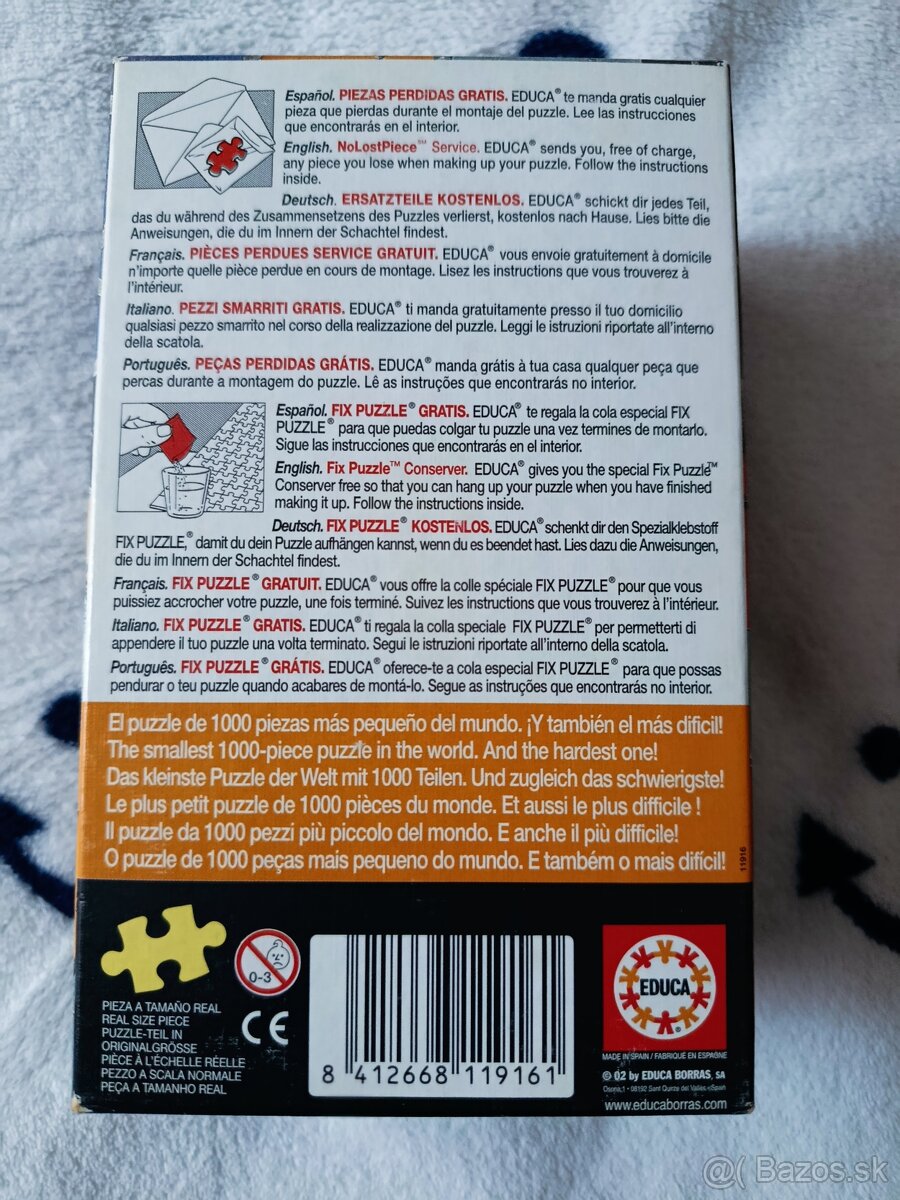 Español. PIEZAS PERDIDAS GRATIS. EDUCA® te manda gratis cualquier
pieza que pierdas durante el montaje del puzzle. Lee las instrucciones
que encontrarás en el interior.
English. NoLostPiece™ Service. EDUCA® sends you, free of charge,
any piece you lose when making up your puzzle. Follow the instructions
inside.
Deutsch. ERSATZTEILE KOSTENLOS. EDUCA® schickt dir jedes Teil,
das du während des Zusammensetzens des Puzzles verlierst, kostenlos nach Hause. Lies bitte die
Anweisungen, die du im Innern der Schachtel findest.
Français. PIÈCES PERDUES SERVICE GRATUIT. EDUCA® vous envoie gratuitement à domicile
n'importe quelle pièce perdue en cours de montage. Lisez les instructions que vous trouverez à
l'intérieur.
Italiano. PEZZI SMARRITI GRATIS. EDUCA® ti manda gratuitamente presso il tuo domicilio
qualsiasi pezzo smarrito nel corso della realizzazione del puzzle. Leggi le istruzioni riportate all'interno
della scatola.
Português. PEÇAS PERDIDAS GRÁTIS. EDUCA® manda grátis à tua casa qualquer peça que
percas durante a montagem do puzzle. Lê as instruções que encontrarás no interior.
Español. FIX PUZZLE® GRATIS. EDUCA® te regala la cola especial FIX
PUZZLE® para que puedas colgar tu puzzle una vez termines de montarlo.
Sigue las instrucciones que encontrarás en el interior.
English. Fix Puzzle™ Conserver. EDUCA® gives you the special Fix Puzzle™
Conserver free so that you can hang up your puzzle when you have finished
making it up. Follow the instructions inside.
Deutsch. FIX PUZZLE® KOSTENLOS. EDUCA® schenkt dir den Spezialklebstoff
FIX PUZZLE,® damit du dein Puzzle aufhängen kannst, wenn du es beendet hast. Lies dazu die Anweisungen,
die du im Innern der Schachtel findest.
Français. FIX PUZZLE® GRATUIT. EDUCA® vous offre la colle spéciale FIX PUZZLE® pour que vous
puissiez accrocher votre puzzle, une fois terminé. Suivez les instructions que vous trouverez à l'intérieur.
Italiano. FIX PUZZLE® GRATIS. EDUCA® ti regala la colla speciale FIX PUZZLE® per permetterti di
appendere il tuo puzzle una volta terminato. Segui le istruzioni riportate all'interno della scatola.
Português. FIX PUZZLE® GRÁTIS. EDUCA® oferece-te a cola especial FIX PUZZLE® para que possas
pendurar o teu puzzle quando acabares de montá-lo. Segue as instruções que encontrarás no interior.
El puzzle de 1000 piezas más pequeño del mundo. ¡Y también el más difícil!
The smallest 1000-piece puzzle in the world. And the hardest one!
Das kleinste Puzzle der Welt mit 1000 Teilen. Und zugleich das schwierigste!
Le plus petit puzzle de 1000 pièces du monde. Et aussi le plus difficile !
Il puzzle da 1000 pezzi più piccolo del mondo. E anche il più difficile!
O puzzle de 1000 peças mais pequeno do mundo. E também o mais difícil!
11916
PIEZA A TAMAÑO REAL
REAL SIZE PIECE
PUZZLE-TEIL IN
ORIGINALGRÖSSE
PIÈCE À L'ÉCHELLE RÉELLE
PEZZO A SCALA NORMALE
PEÇA A TAMANHO REAL
0-3
CE
8 412668 119161
EDUCA
®
MADE IN SPAIN / FABRIQUÉ EN ESPAGNE
© 02 by EDUCA BORRAS, SA
Osona,1 - 08192 Sant Quirze del Vallès - Spain
www.educaborras.com
@( Bazos.sk